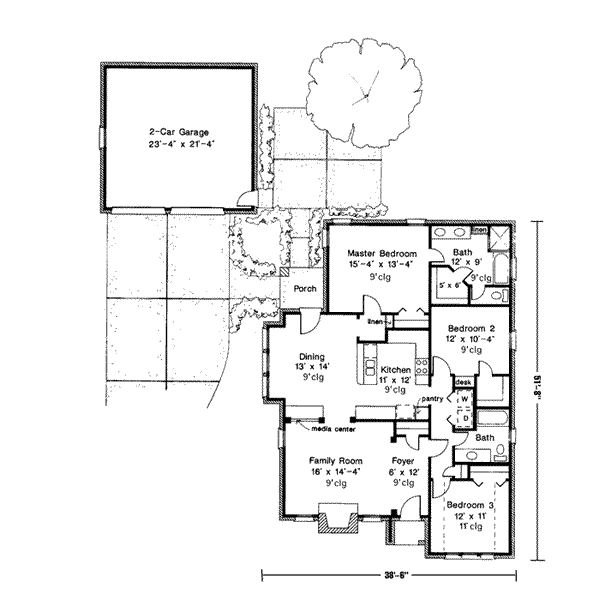 2-Car Garage
23'-4" x 21'-4"
Master Bedroom
15'-4" x 13'-4"
9'clg
linen
Bath
12' x 9'
9'clg
5' x 6'
Porch
linen
Bedroom 2
12' x 10'-4"
9'clg
Dining
13' x 14'
9'clg
Kitchen
11' x 12'
9'clg
desk
pantry
W
D
media center
Bath
Family Room
16' x 14'-4"
9'clg
Foyer
6' x 12'
9'clg
Bedroom 3
12' x 11'
11'clg
51'-8"
38'-6"